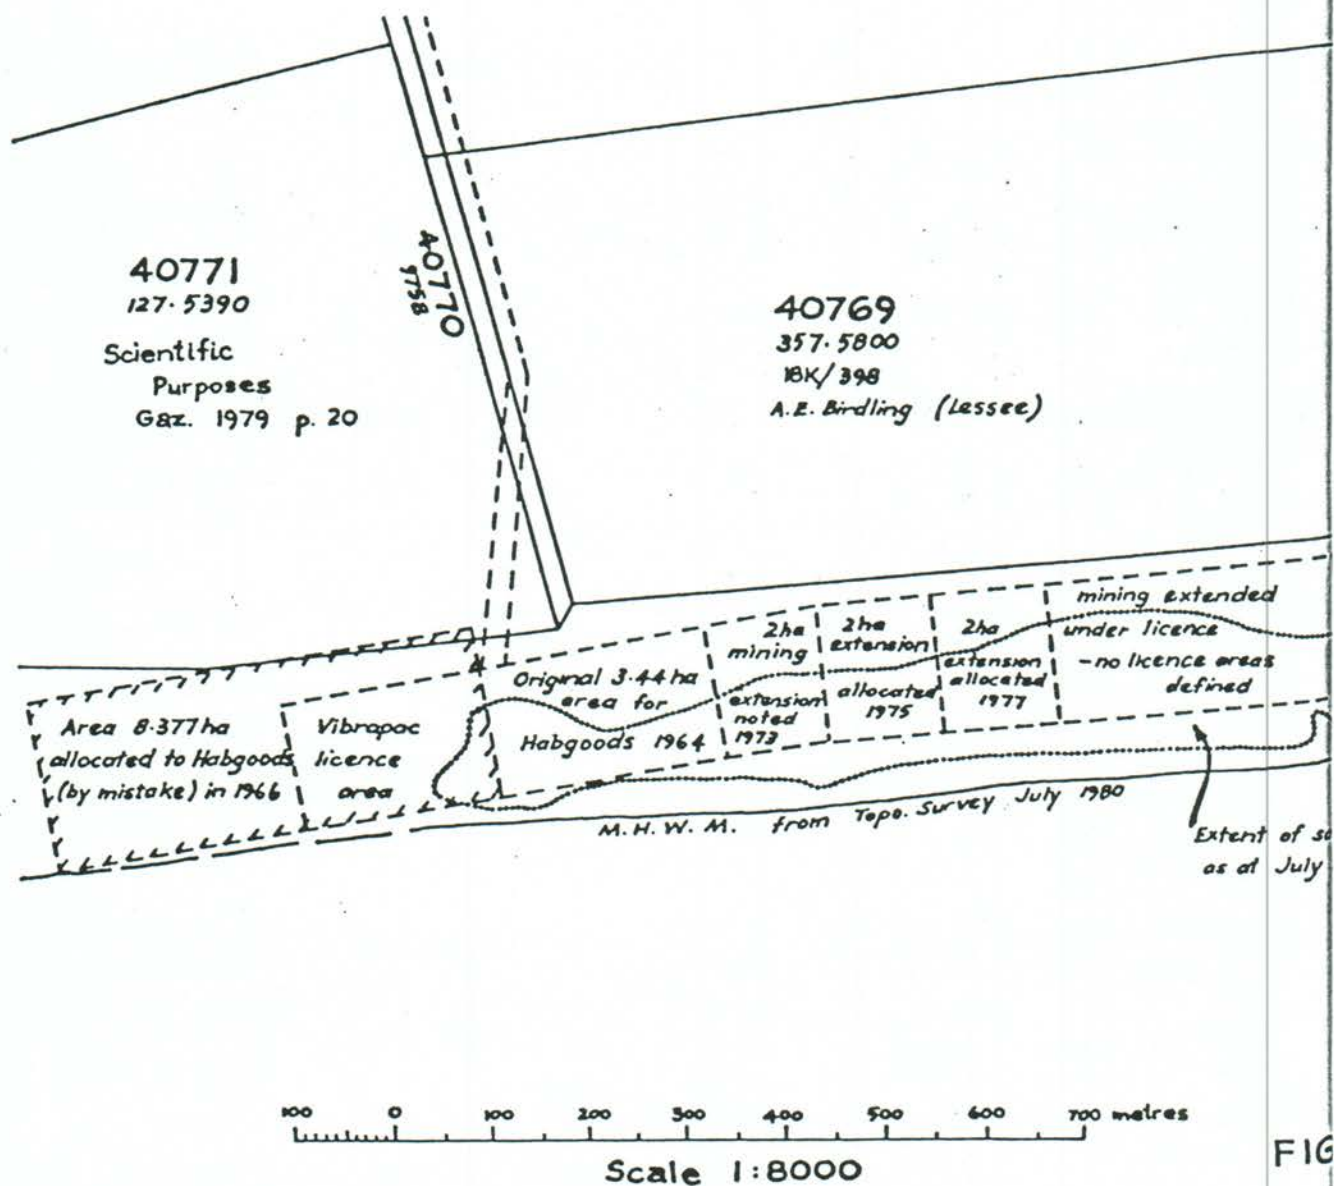 40771
127·5390
Scientific
Purposes
Gaz. 1979 p. 20
40770
9758
40769
357·5800
18K/398
A.E. Birdling (Lessee)
Area 8·377ha
allocated to Habgoods
(by mistake) in 1966
Vibrapac
licence
area
Original 3·44 ha
area for
Habgoods 1964
2ha
mining
extension
noted
1973
2ha
extension
allocated
1975
2ha
extension
allocated
1977
mining extended
under licence
-no licence areas
defined
M.H.W.M. from Topo. Survey July 1980
Extent of
as at July
100 0 100 200 300 400 500 600 700 metres
Scale 1:8000